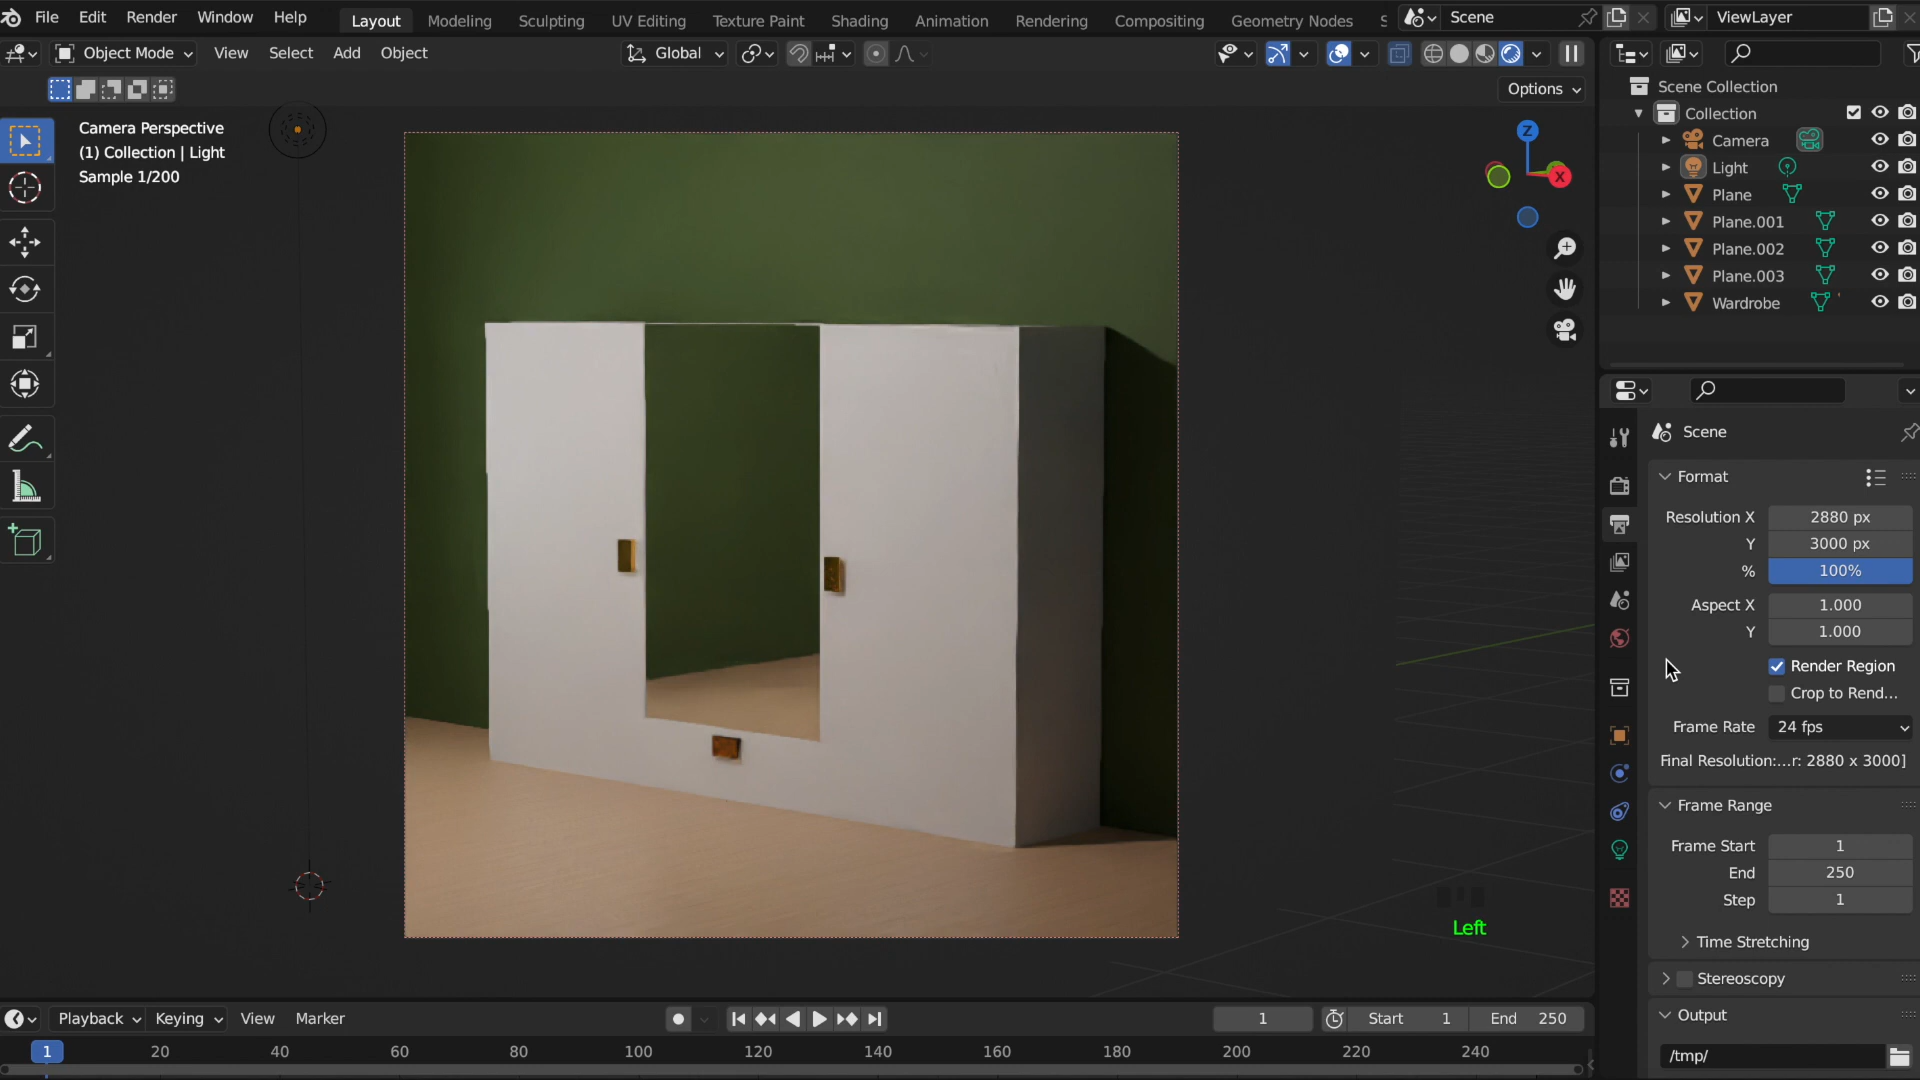 File Edit Render Window Help
Layout Modeling Sculpting UV Editing Texture Paint Shading Animation Rendering Compositing Geometry Nodes
Scene ViewLayer
Object Mode View Select Add Object Global
Options
Camera Perspective
(1) Collection | Light
Sample 1/200
Z
X
Scene Collection
Collection
Camera
Light
Plane
Plane.001
Plane.002
Plane.003
Wardrobe
Scene
Format
Resolution X 2880 px
Y 3000 px
% 100%
Aspect X 1.000
Y 1.000
Render Region
Crop to Rend...
Frame Rate 24 fps
Final Resolution:...r: 2880 x 3000]
Frame Range
Frame Start 1
End 250
Step 1
Time Stretching
Stereoscopy
Output
/tmp/
Left
Playback Keying View Marker 1 Start 1 End 250
1 20 40 60 80 100 120 140 160 180 200 220 240